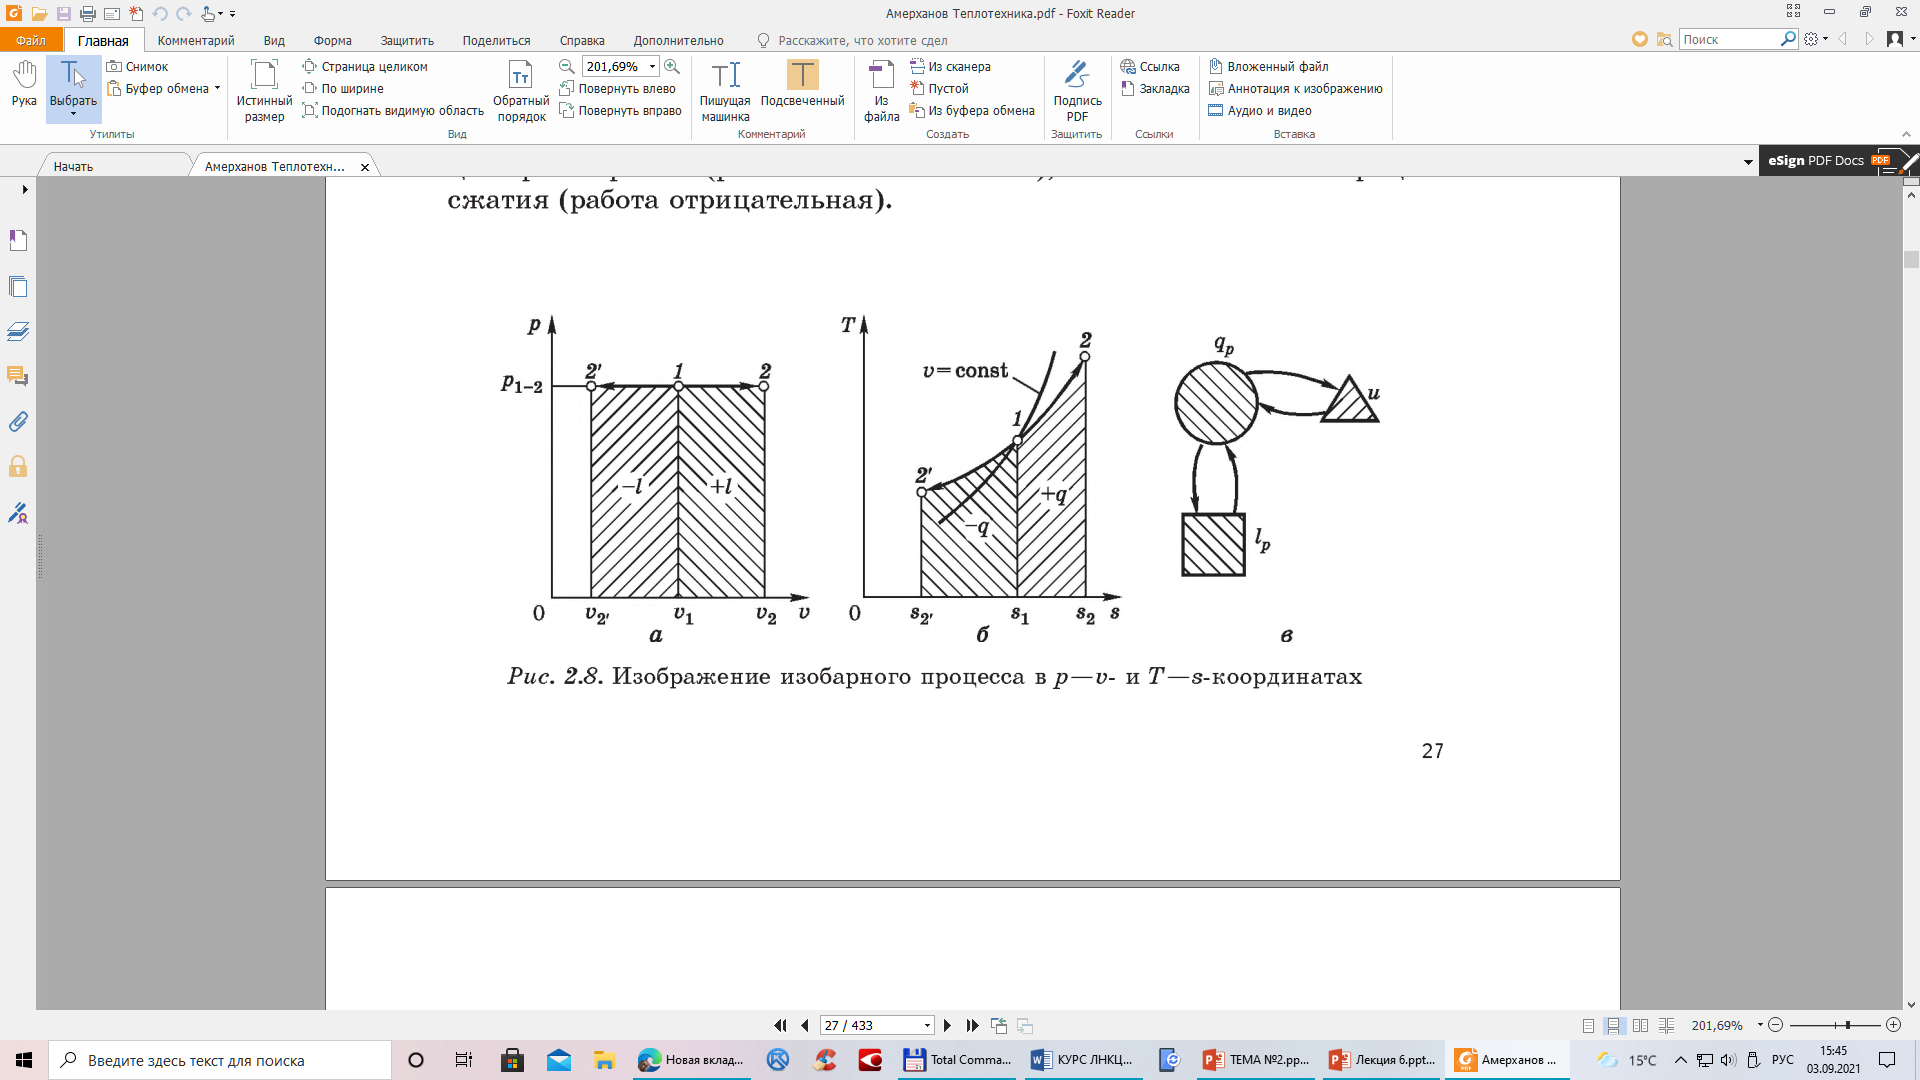 Амерханов Теплотехника.pdf - Foxit Reader
Файл Главная Комментарий Вид Форма Защитить Поделиться Справка Дополнительно Расскажите, что хотите сделать Поиск
Рука
Выбрать
Снимок
Буфер обмена
Утилиты
Истинный размер
Страница целиком
По ширине
Подогнать видимую область
Обратный порядок
201,69%
Повернуть влево
Повернуть вправо
Вид
Пишущая машинка
Подсвеченный
Комментарий
Из файла
Из сканера
Пустой
Из буфера обмена
Создать
Подпись PDF
Защитить
Ссылка
Закладка
Ссылки
Вложенный файл
Аннотация к изображению
Аудио и видео
Вставка
Начать Амерханов Теплотехн... eSign PDF Docs PDF
сжатия (работа отрицательная).
p
p1–2
2′ 1 2
–l +l
0 v2′ v1 v2 v
а
T
v=const
2
1
2′
–q
+q
0 s2′ s1 s2 s
б
qp
u
lp
в
Рис. 2.8. Изображение изобарного процесса в p—v- и T—s-координатах
27
27 / 433
201,69%
Введите здесь текст для поиска
Новая вклад...
Total Comma...
КУРС ЛНКЦ...
ТЕМА №2.pp...
Лекция 6.ppt...
Амерханов ...
15°C
РУС
15:45
03.09.2021